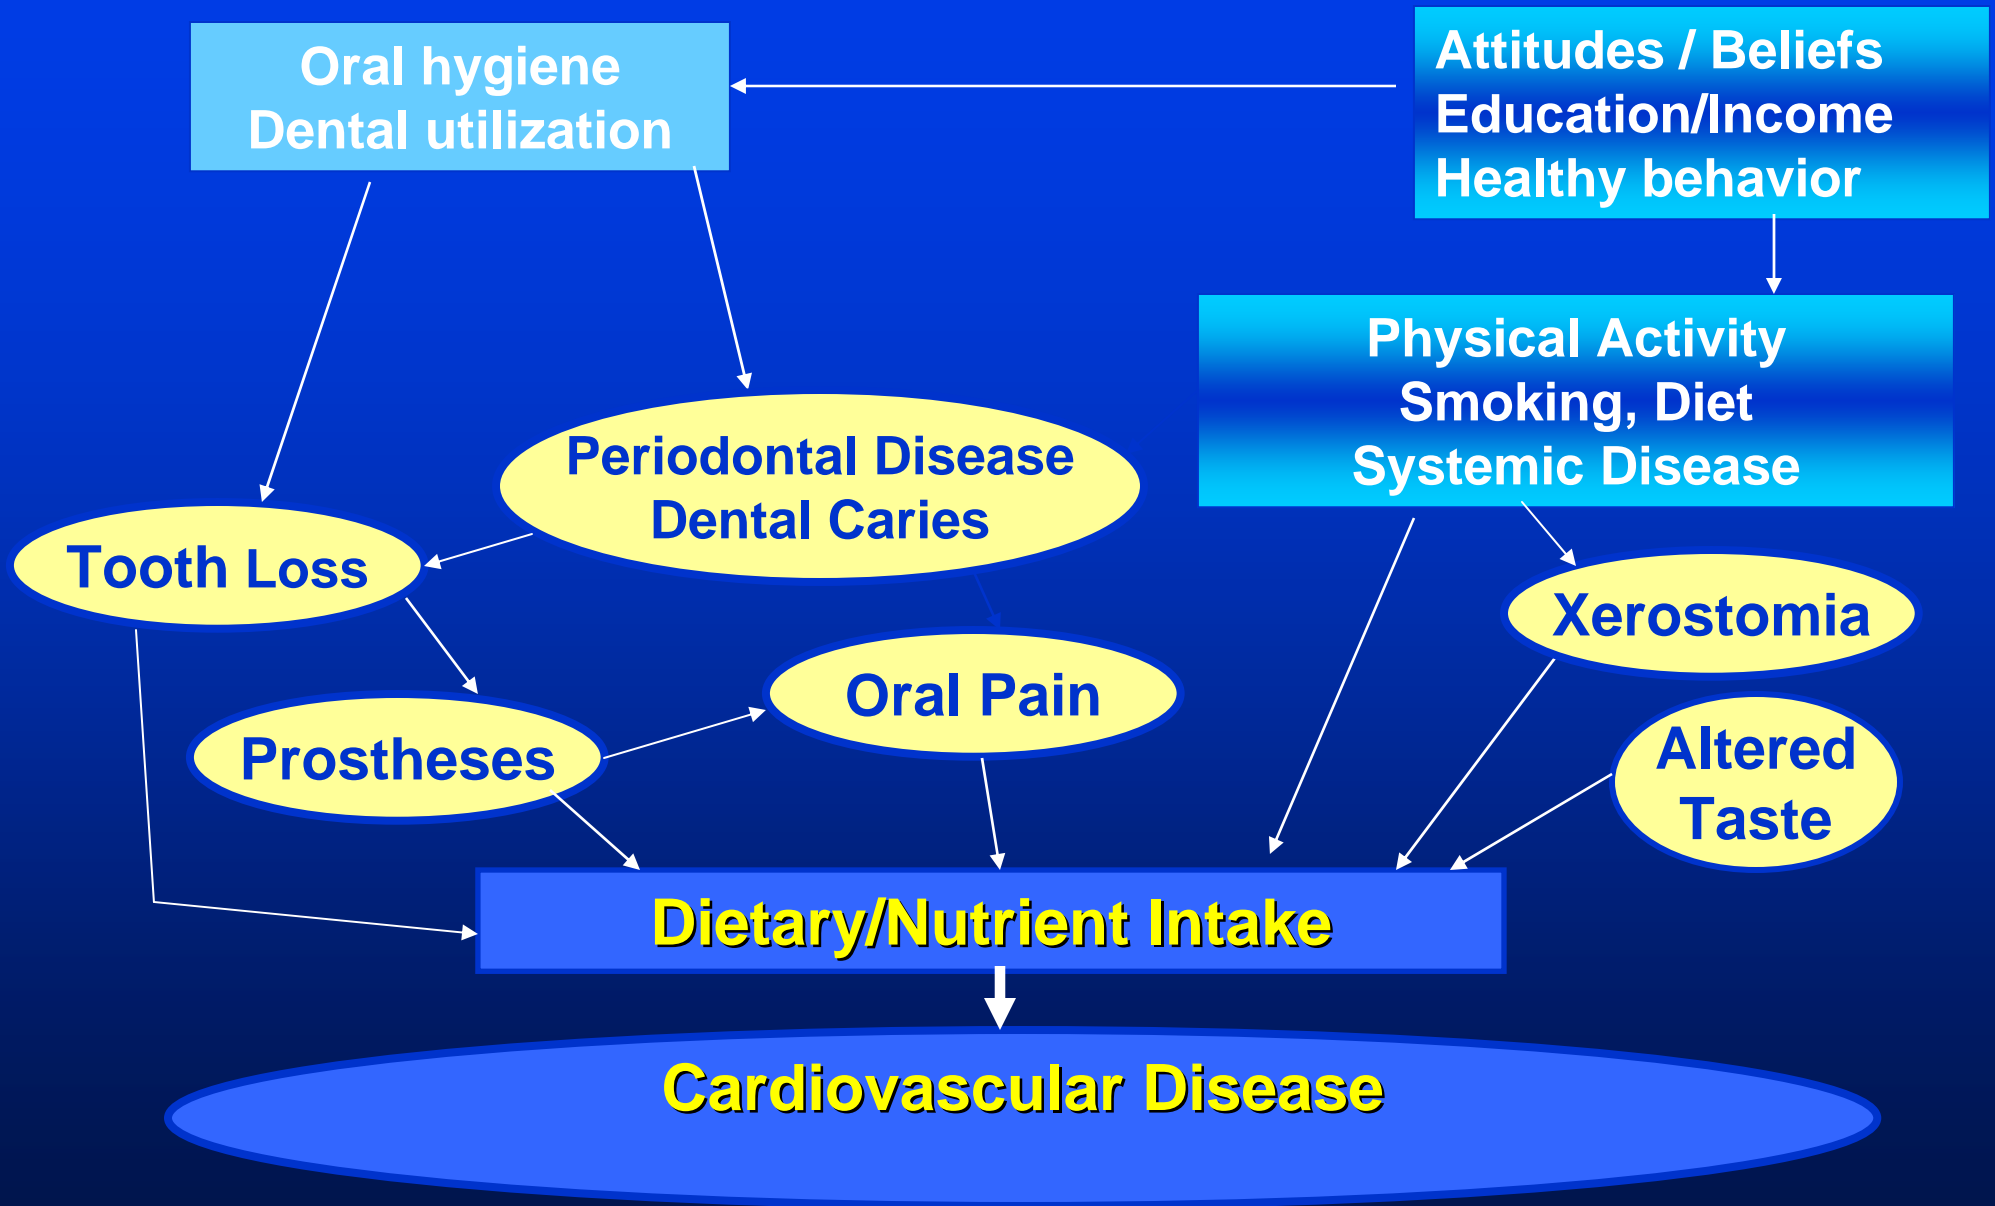 Oral hygiene
Dental utilization
Attitudes / Beliefs
Education/Income
Healthy behavior
Physical Activity
Smoking, Diet
Systemic Disease
Periodontal Disease
Dental Caries
Tooth Loss
Xerostomia
Oral Pain
Prostheses
Altered
Taste
Dietary/Nutrient Intake
Cardiovascular Disease